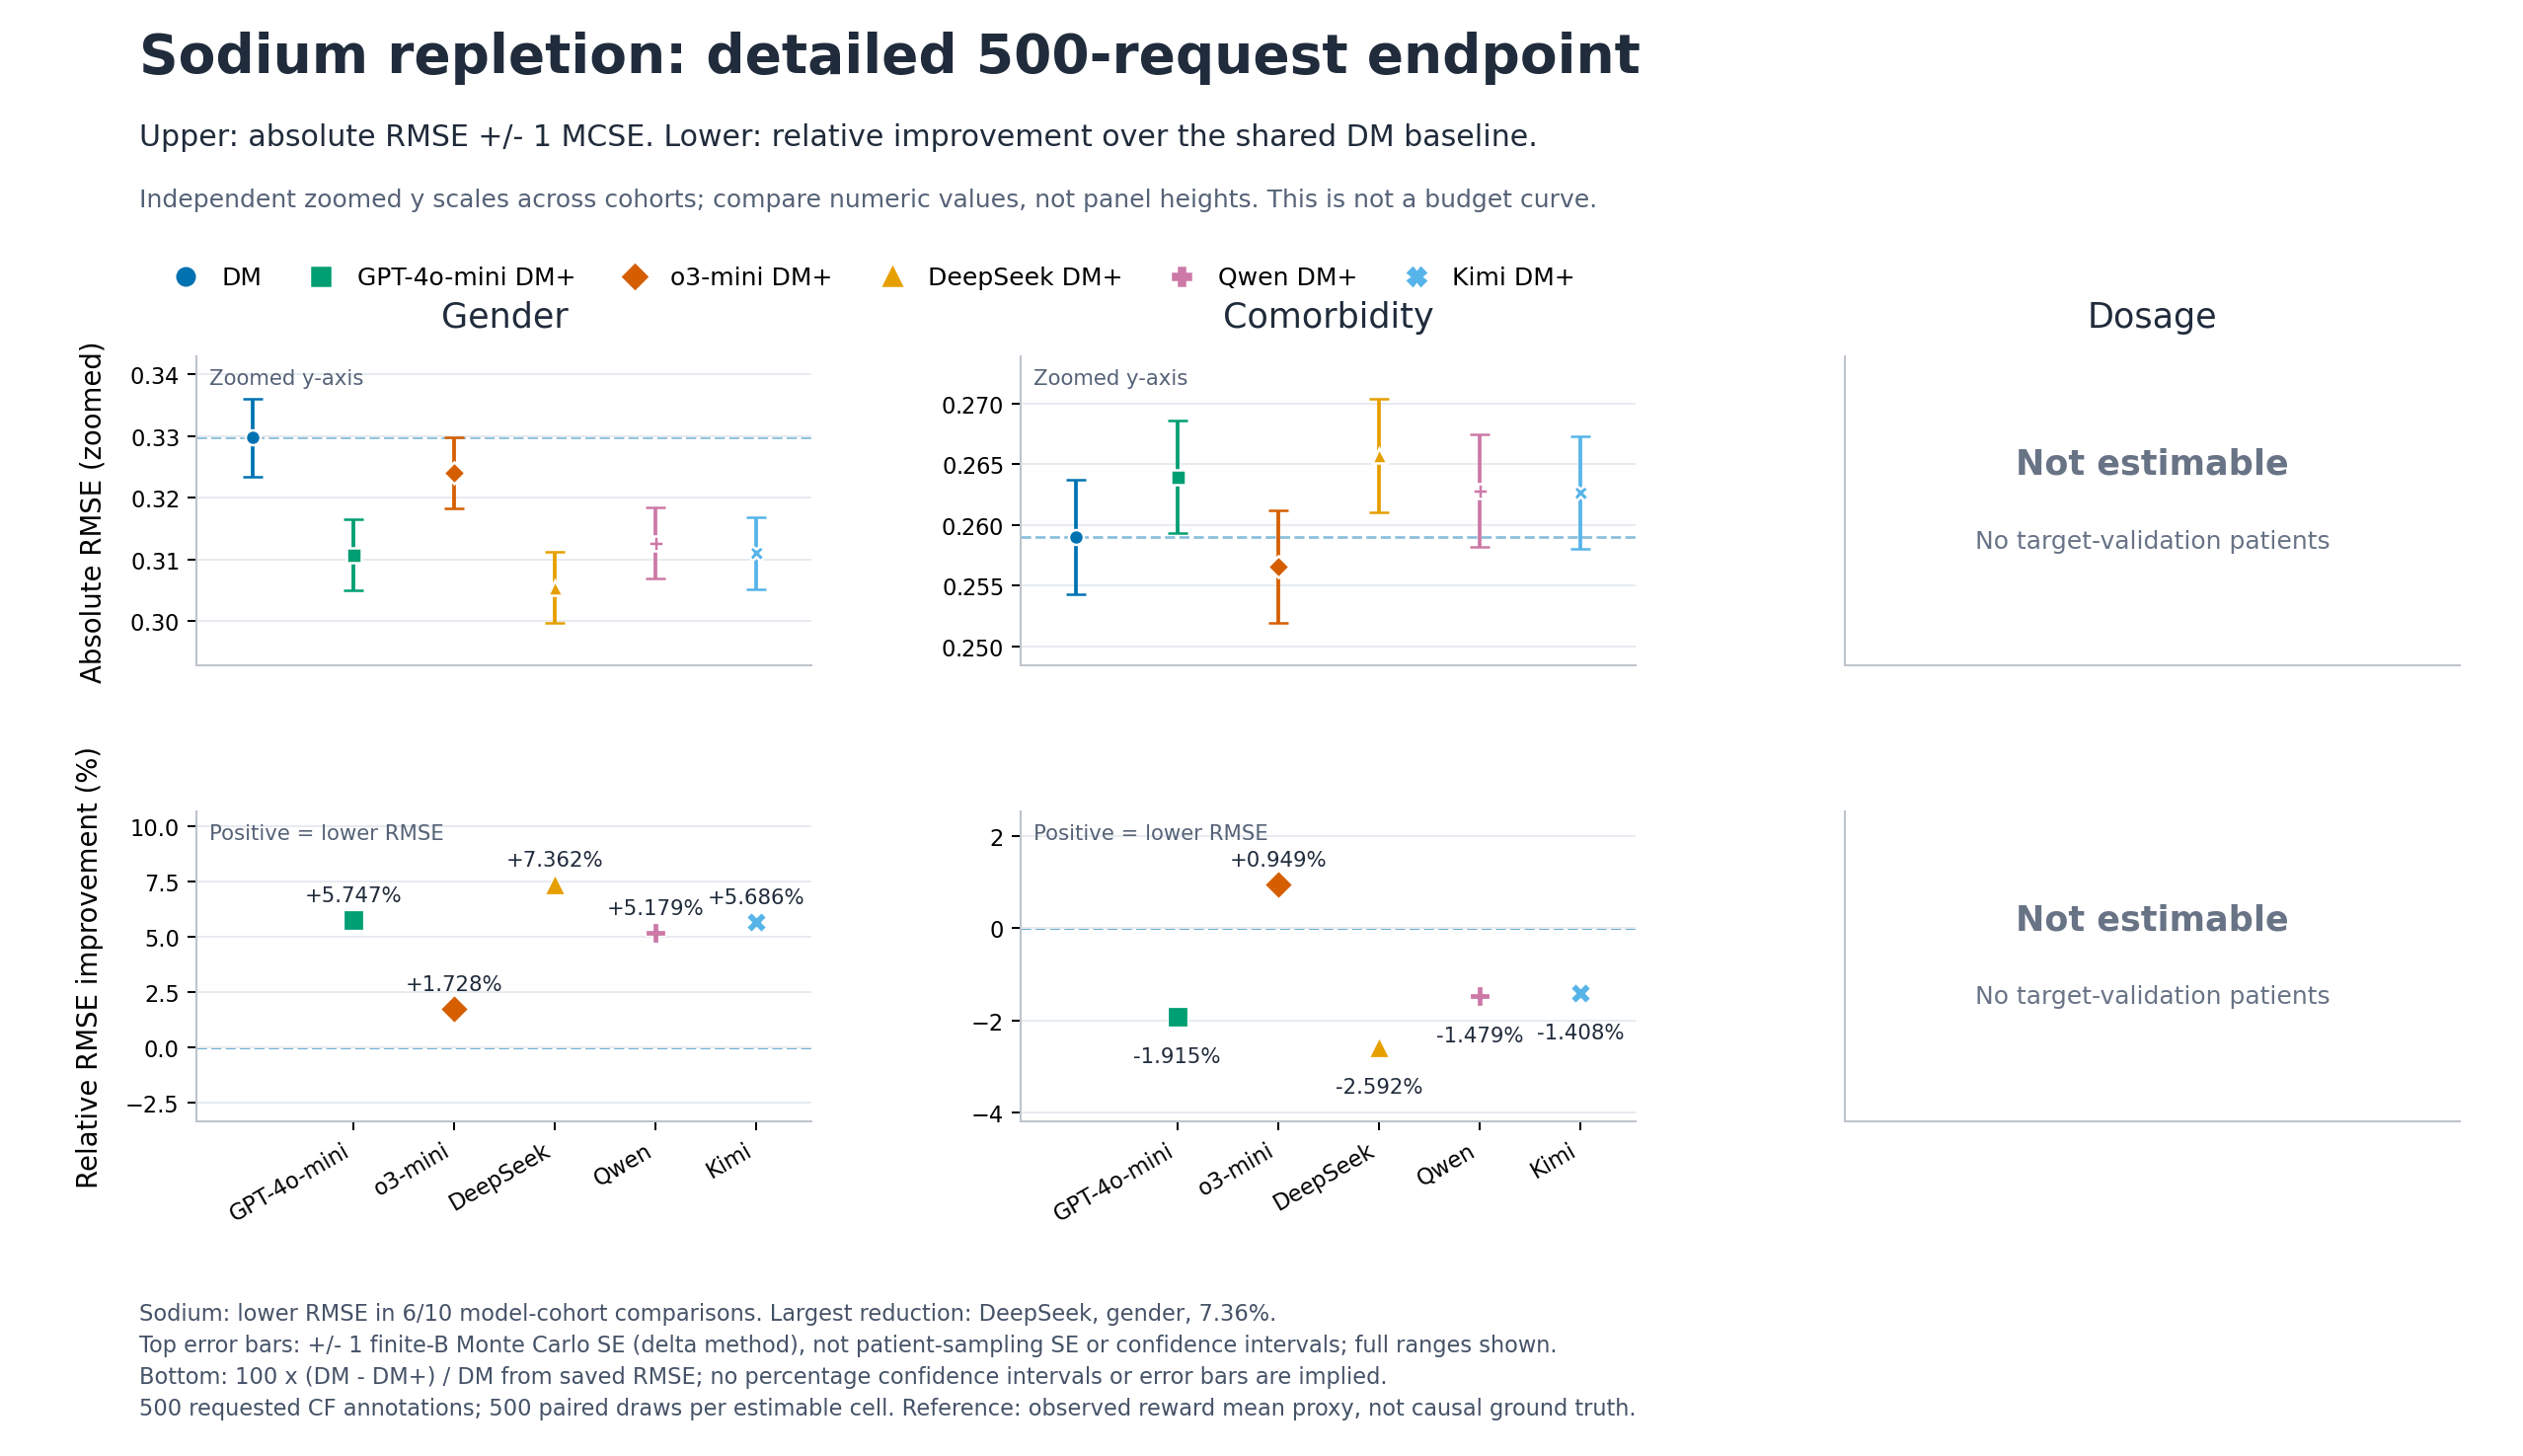 Sodium repletion: detailed 500-request endpoint
Upper: absolute RMSE +/- 1 MCSE. Lower: relative improvement over the shared DM baseline.
Independent zoomed y scales across cohorts; compare numeric values, not panel heights. This is not a budget curve.
DM GPT-4o-mini DM+ o3-mini DM+ DeepSeek DM+ Qwen DM+ Kimi DM+
Gender
Absolute RMSE (zoomed)
Zoomed y-axis
0.34
0.33
0.32
0.31
0.30
Comorbidity
Zoomed y-axis
0.270
0.265
0.260
0.255
0.250
Dosage
Not estimable
No target-validation patients
Relative RMSE improvement (%)
Positive = lower RMSE
10.0
7.5
5.0
2.5
0.0
−2.5
+5.747%
+1.728%
+7.362%
+5.179%
+5.686%
GPT-4o-mini
o3-mini
DeepSeek
Qwen
Kimi
Positive = lower RMSE
2
0
−2
−4
-1.915%
+0.949%
-2.592%
-1.479%
-1.408%
GPT-4o-mini
o3-mini
DeepSeek
Qwen
Kimi
Not estimable
No target-validation patients
Sodium: lower RMSE in 6/10 model-cohort comparisons. Largest reduction: DeepSeek, gender, 7.36%.
Top error bars: +/- 1 finite-B Monte Carlo SE (delta method), not patient-sampling SE or confidence intervals; full ranges shown.
Bottom: 100 x (DM - DM+) / DM from saved RMSE; no percentage confidence intervals or error bars are implied.
500 requested CF annotations; 500 paired draws per estimable cell. Reference: observed reward mean proxy, not causal ground truth.